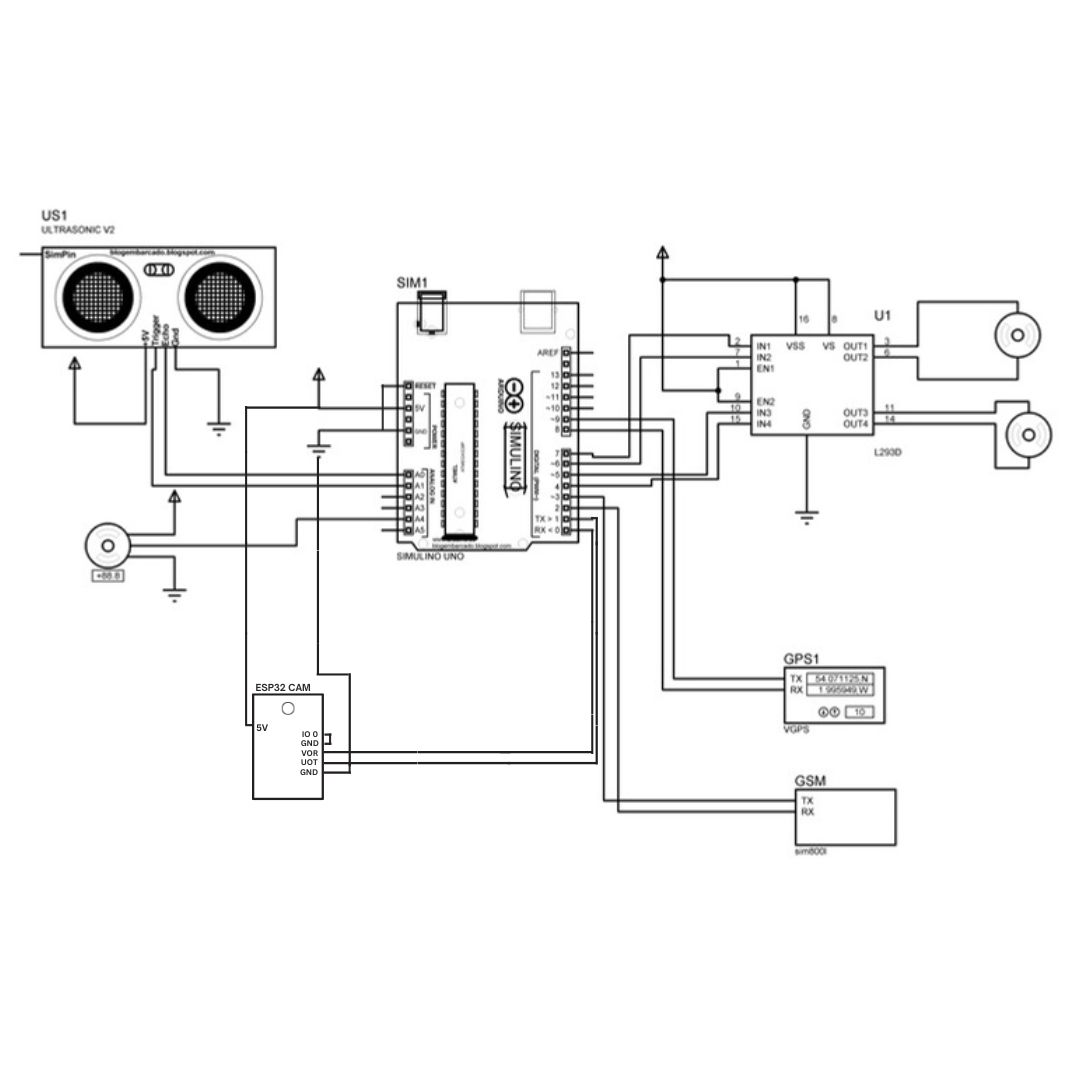 US1
ULTRASONIC V2
SimPin
blogembarcado.blogspot.com
+5V
Trigger
Echo
Gnd
SIM1
RESET
5V
GND
POWER
A0
A1
A2
A3
A4
A5
ANALOG IN
ARDUINO
SIMULINO
AREF
13
12
~11
~10
~9
8
7
~6
~5
4
~3
2
TX > 1
RX < 0
blogembarcado.blogspot.com
SIMULINO UNO
+88.8
U1
16
8
2
7
1
9
10
15
IN1
IN2
EN1
EN2
IN3
IN4
VSS
VS
GND
OUT1
OUT2
OUT3
OUT4
3
6
11
14
L293D
ESP32 CAM
5V
IO 0
GND
VOR
UOT
GND
GPS1
TX
RX
54.071125,N
1.995949,W
10
VGPS
GSM
TX
RX
sim800l